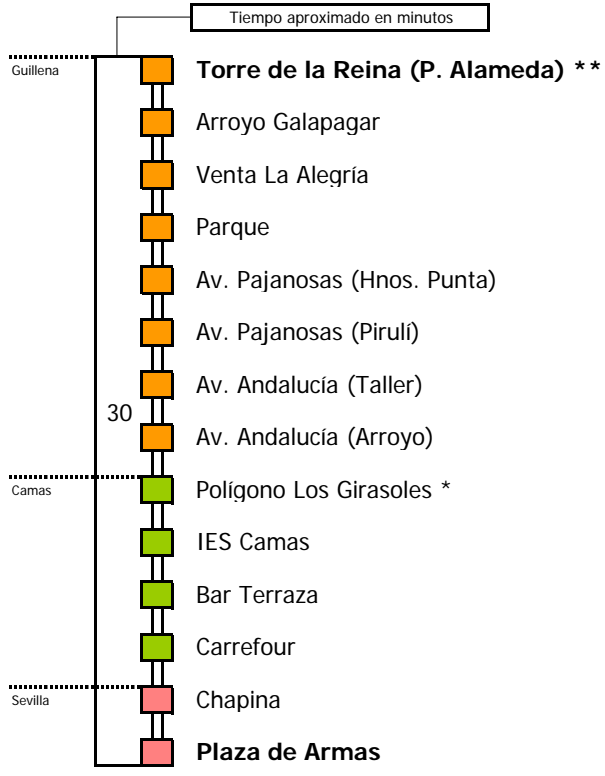 Tiempo aproximado en minutos
Guillena
Torre de la Reina (P. Alameda) **
Arroyo Galapagar
Venta La Alegría
Parque
Av. Pajanosas (Hnos. Punta)
Av. Pajanosas (Pirulí)
Av. Andalucía (Taller)
30
Av. Andalucía (Arroyo)
Camas
Polígono Los Girasoles *
IES Camas
Bar Terraza
Carrefour
Sevilla
Chapina
Plaza de Armas